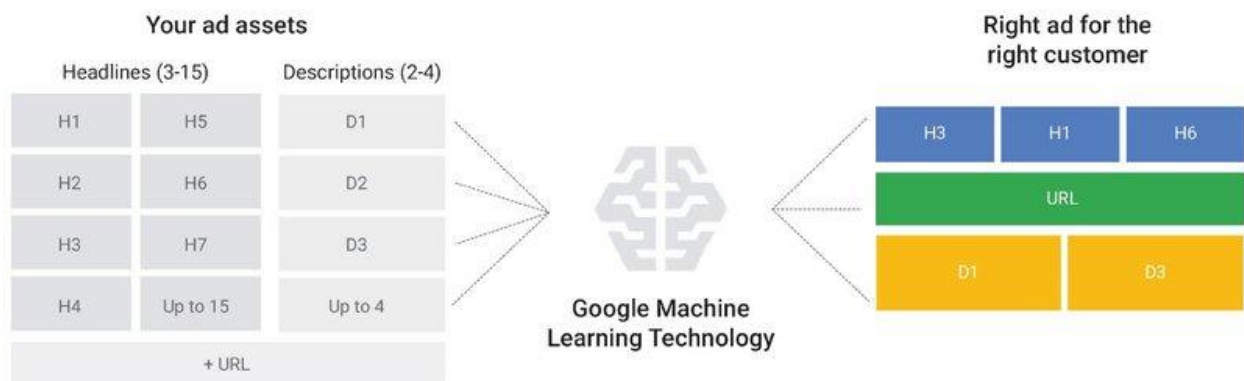 Your ad assets
Headlines (3-15)
Descriptions (2-4)
H1
H5
D1
H2
H6
D2
H3
H7
D3
H4
Up to 15
Up to 4
+ URL
Google Machine
Learning Technology
Right ad for the
right customer
H3
H1
H6
URL
D1
D3